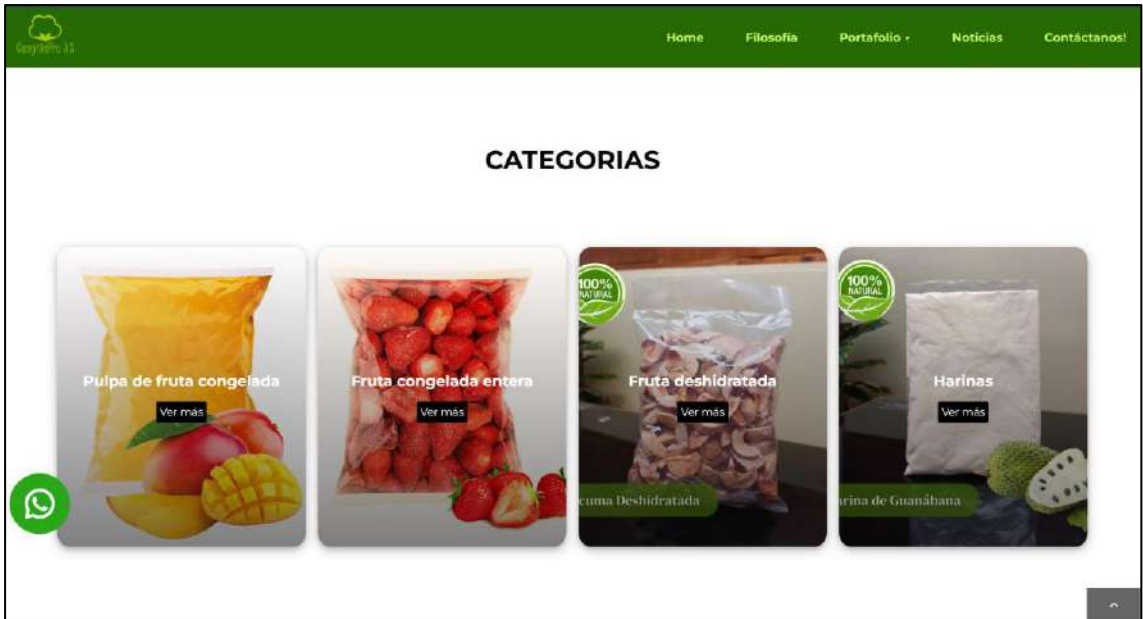 Home Filosofía Portafolio Noticias Contáctanos!
CATEGORIAS
100%
NATURAL
100%
NATURAL
Pulpa de fruta congelada
Fruta congelada entera
Fruta deshidratada
Harinas
Ver más
Ver más
Ver más
Ver más
cuma Deshidratada
arina de Guanábana